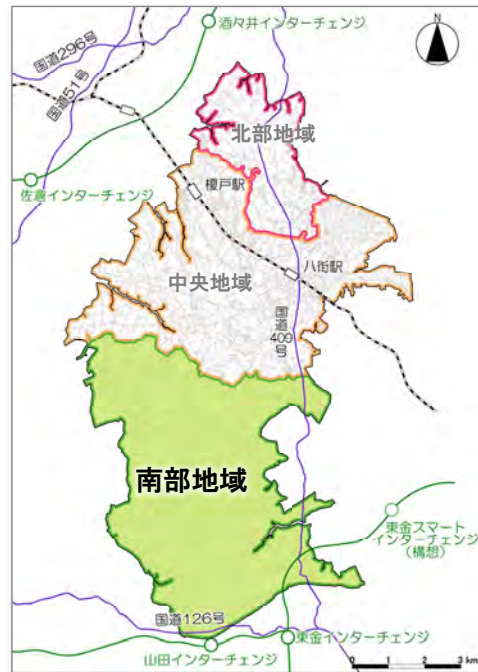 酒々井インターチェンジ
N
国道296号
国道51号
北部地域
榎戸駅
佐倉インターチェンジ
八街駅
中央地域
国道
409
号
南部地域
東金スマート
インターチェンジ
(構想)
国道126号
東金インターチェンジ
山田インターチェンジ
0 1 2 3 km